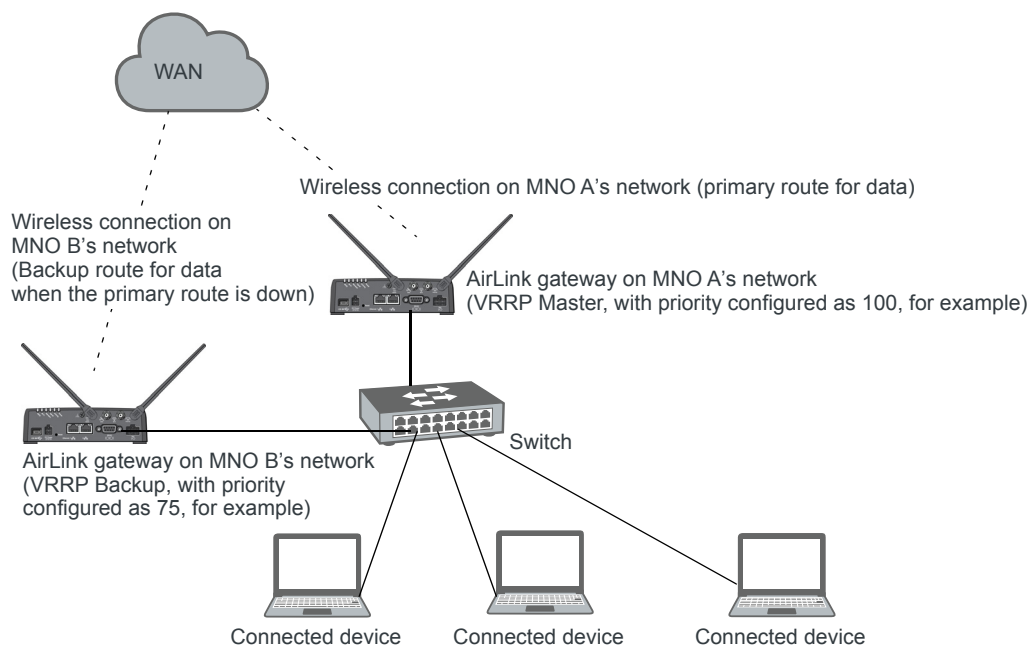 WAN
Wireless connection on MNO A’s network (primary route for data)
Wireless connection on
MNO B’s network
(Backup route for data
when the primary route is down)
AirLink gateway on MNO A’s network
(VRRP Master, with priority configured as 100, for example)
Switch
AirLink gateway on MNO B’s network
(VRRP Backup, with priority
configured as 75, for example)
Connected device
Connected device
Connected device